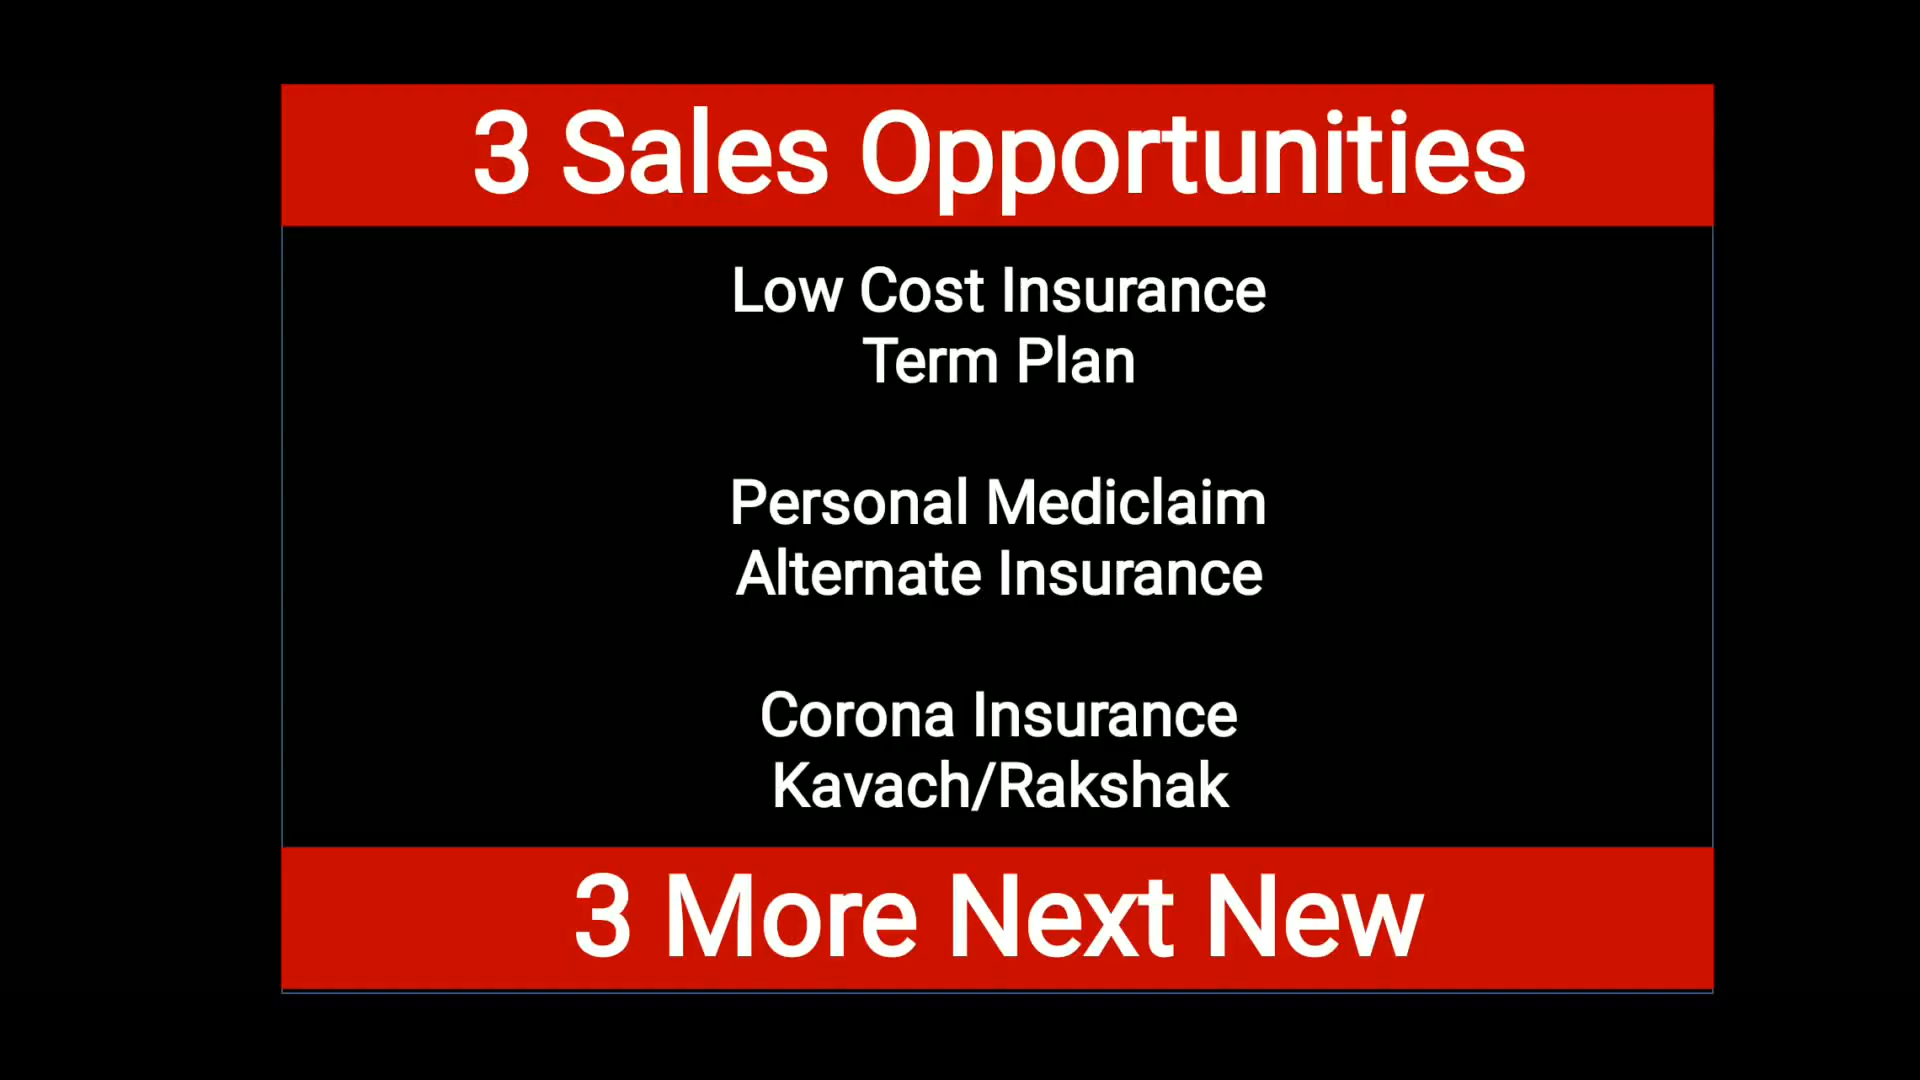 3 Sales Opportunities
Low Cost Insurance
Term Plan
Personal Mediclaim
Alternate Insurance
Corona Insurance
Kavach/Rakshak
3 More Next New